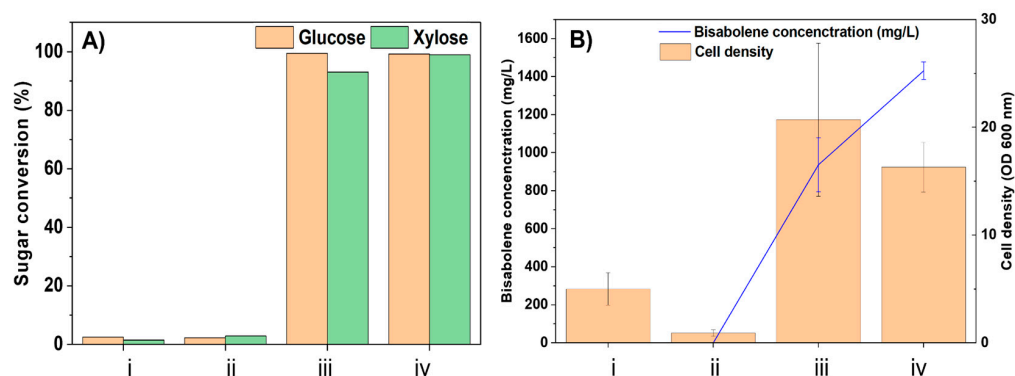 A)
Glucose
Xylose
Sugar conversion (%)
100
80
60
40
20
0
i
ii
iii
iv
B)
Bisabolene concenctration (mg/L)
Cell density
Bisabolene concenctration (mg/L)
1600
1400
1200
1000
800
600
400
200
0
i
ii
iii
iv
30
20
10
0
Cell density (OD 600 nm)